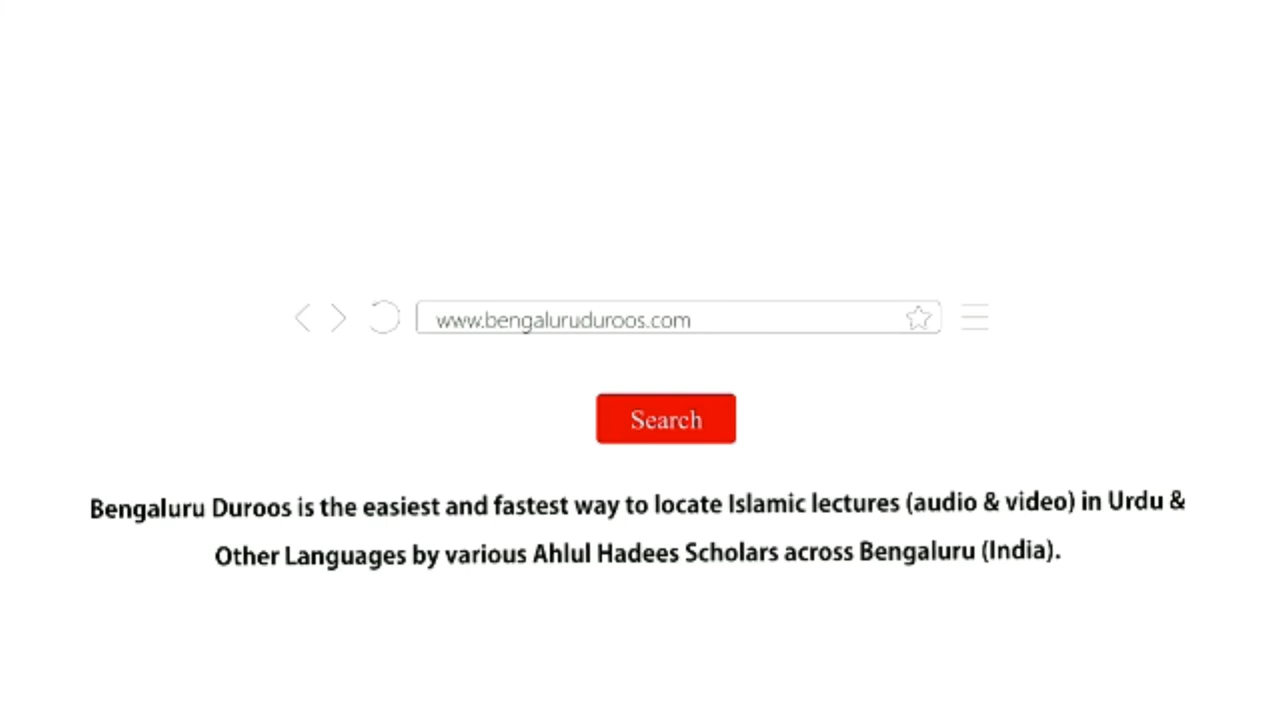 www.bengaluruduroos.com
Search
Bengaluru Duroos is the easiest and fastest way to locate Islamic lectures (audio & video) in Urdu &
Other Languages by various Ahlul Hadees Scholars across Bengaluru (India).